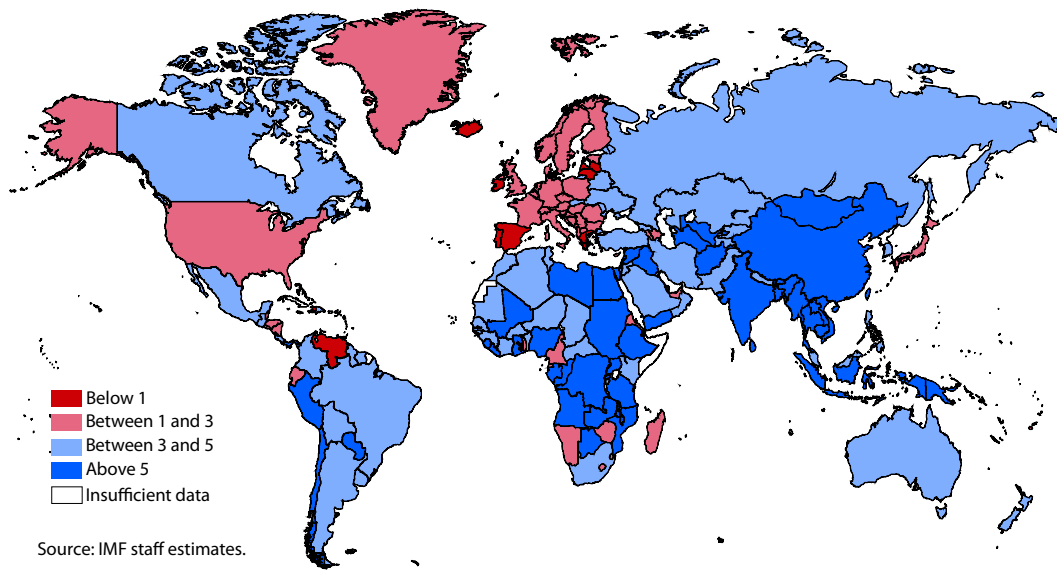 Below 1
Between 1 and 3
Between 3 and 5
Above 5
Insufficient data
Source: IMF staff estimates.